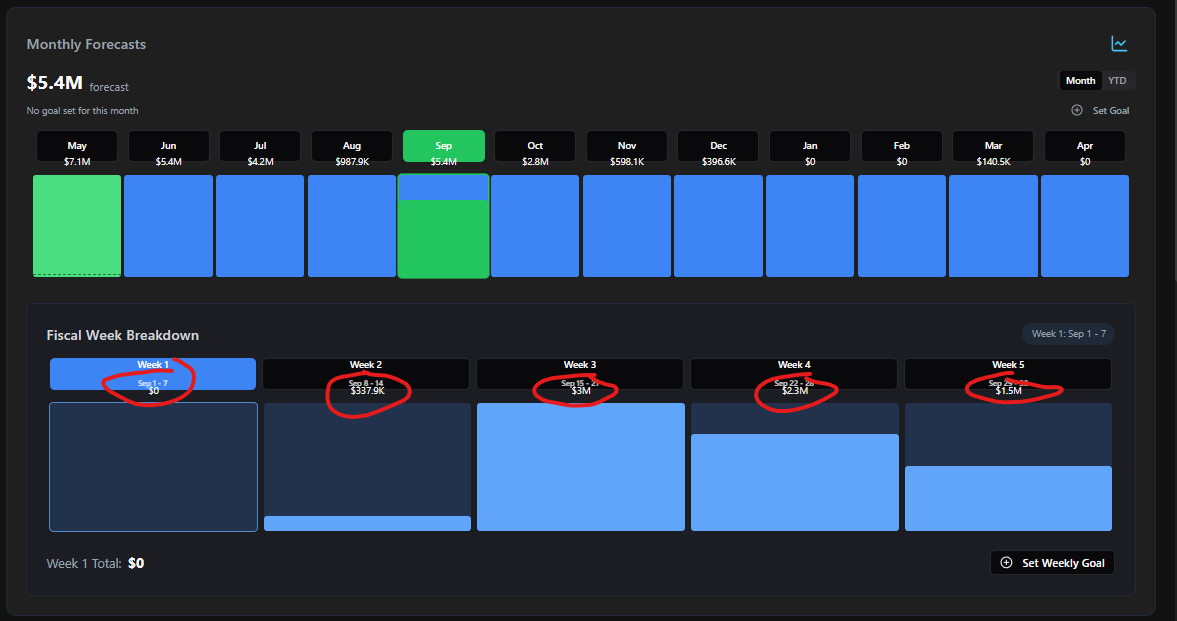 Monthly Forecasts
$5.4M forecast
Month YTD
No goal set for this month
Set Goal
May Jun Jul Aug Sep Oct Nov Dec Jan Feb Mar Apr
$7.1M $5.4M $4.2M $987.9K $5.4M $2.8M $598.1K $396.6K $0 $0 $140.5K $0
Fiscal Week Breakdown
Week 1: Sep 1 - 7
Week 1 Week 2 Week 3 Week 4 Week 5
Sep 1 - 7 Sep 8 - 14 Sep 15 - 21 Sep 22 - 28 Sep
$0 $337.9K $3M $2.3M $1.5M
Week 1 Total: $0
Set Weekly Goal